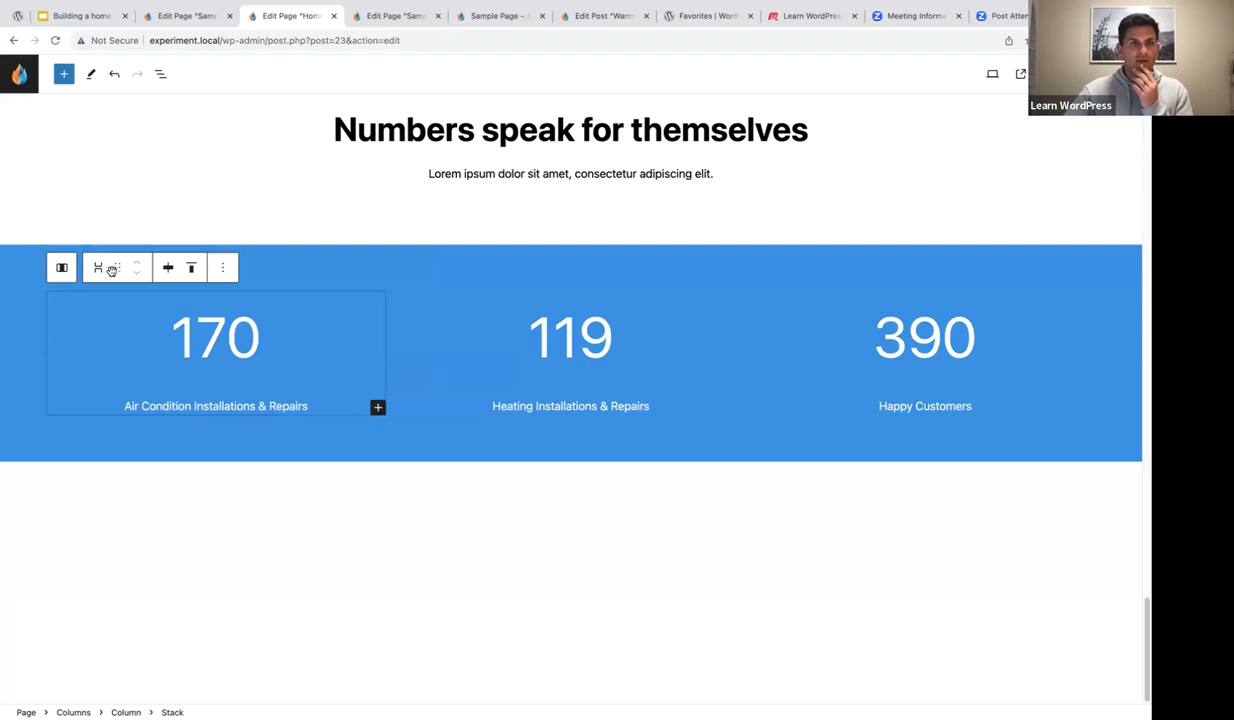 Building a home
Edit Page "Samp
Edit Page "Hom
Edit Page "Samp
Sample Page –
Edit Post "Warm
Favorites | Word
Learn WordPress
Meeting Informa
Post Atten
Not Secure
experiment.local/wp-admin/post.php?post=23&action=edit
Learn WordPress
Numbers speak for themselves
Lorem ipsum dolor sit amet, consectetur adipiscing elit.
170
119
390
Air Condition Installations & Repairs
Heating Installations & Repairs
Happy Customers
Page > Columns > Column > Stack